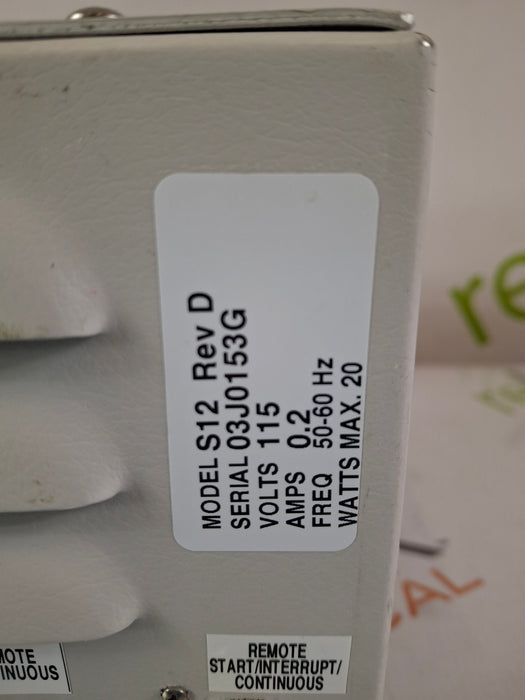 MODEL S12 Rev D
SERIAL 03J0153G
VOLTS 115
AMPS 0.2
FREQ 50-60 Hz
WATTS MAX. 20
REMOTE
START/INTERRUPT/
CONTINUOUS